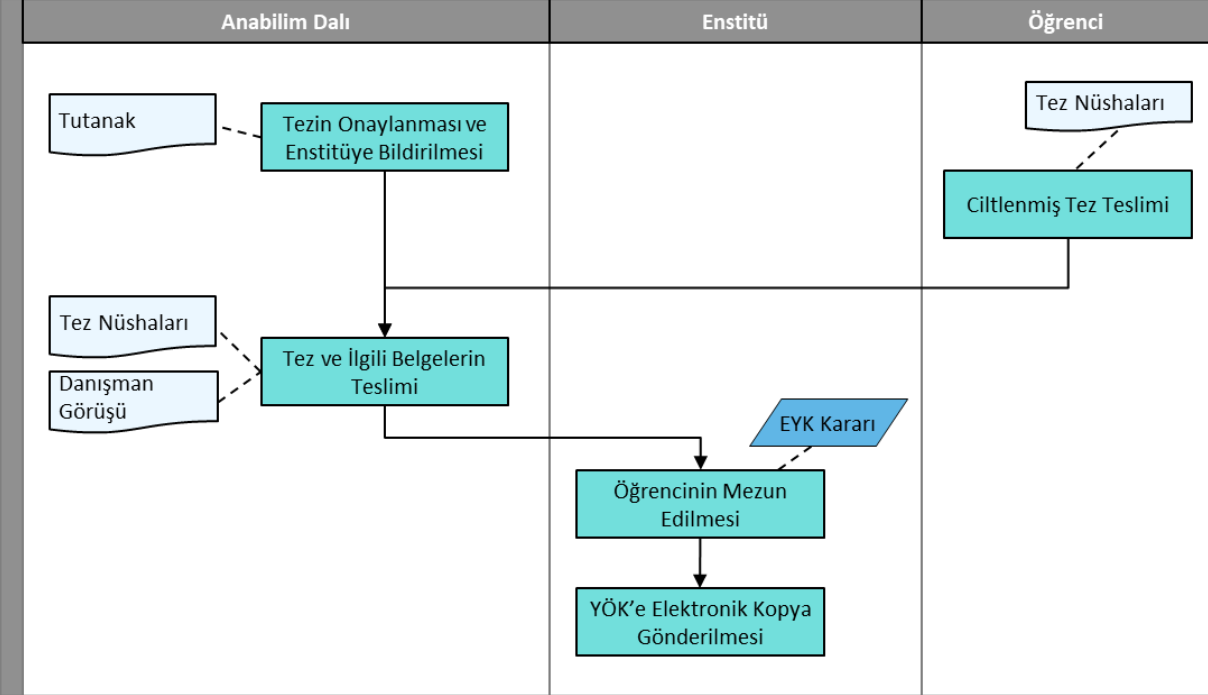 Anabilim Dalı
Enstitü
Öğrenci
Tutanak
Tezin Onaylanması ve
Enstitüye Bildirilmesi
Tez Nüshaları
Ciltlenmiş Tez Teslimi
Tez Nüshaları
Danışman
Görüşü
Tez ve İlgili Belgelerin
Teslimi
EYK Kararı
Öğrencinin Mezun
Edilmesi
YÖK’e Elektronik Kopya
Gönderilmesi